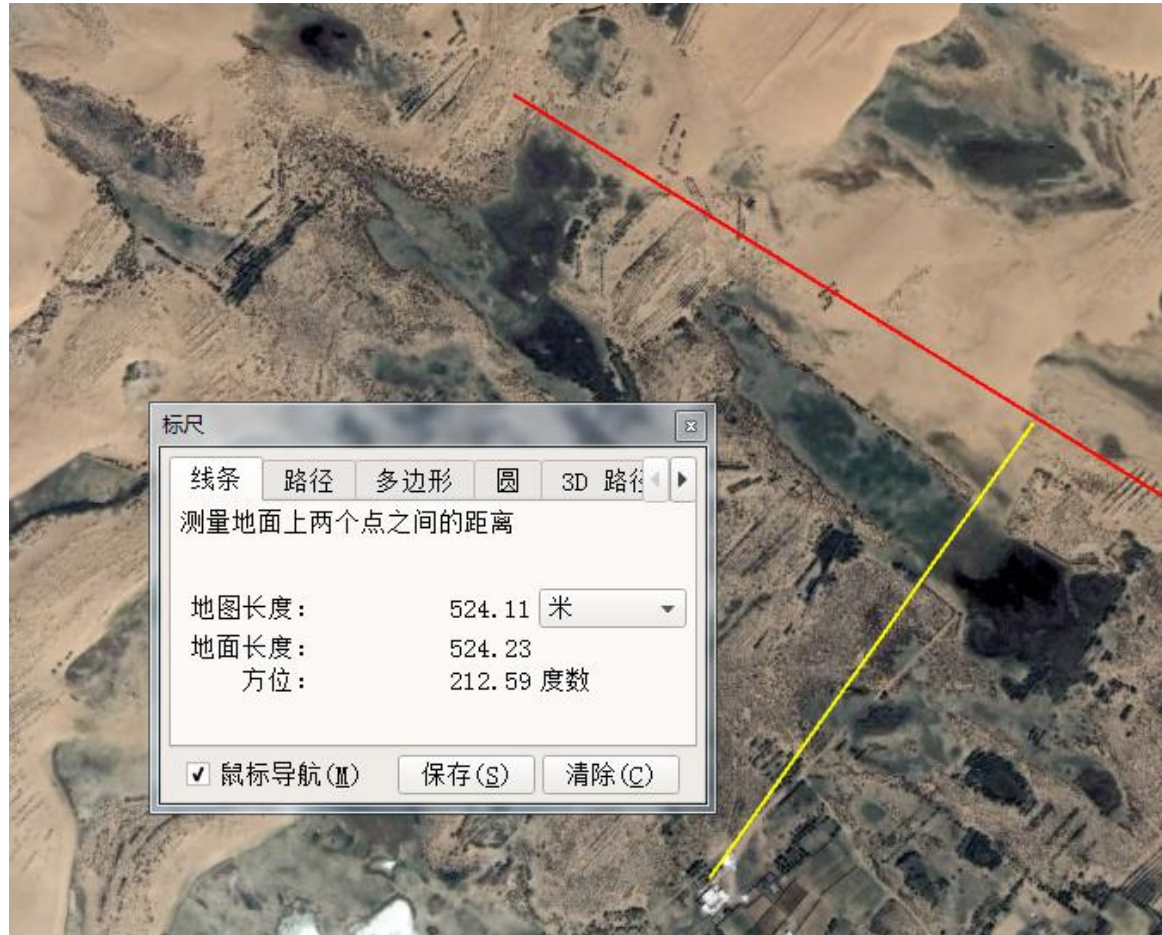 标尺
线条 路径 多边形 圆 3D 路径
测量地面上两个点之间的距离
地图长度： 524.11 米
地面长度： 524.23
方位： 212.59 度数
鼠标导航(M) 保存(S) 清除(C)